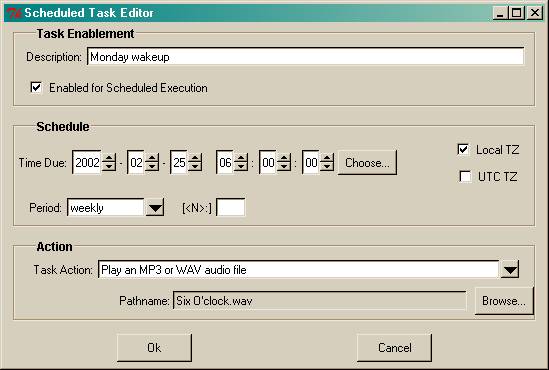 Scheduled Task Editor
Task Enablement
Description: Monday wakeup
Enabled for Scheduled Execution
Schedule
Time Due: 2002 - 02 - 25 06 : 00 : 00 Choose...
Local TZ
UTC TZ
Period: weekly [<N>:]
Action
Task Action: Play an MP3 or WAV audio file
Pathname: Six O'clock.wav Browse...
Ok Cancel